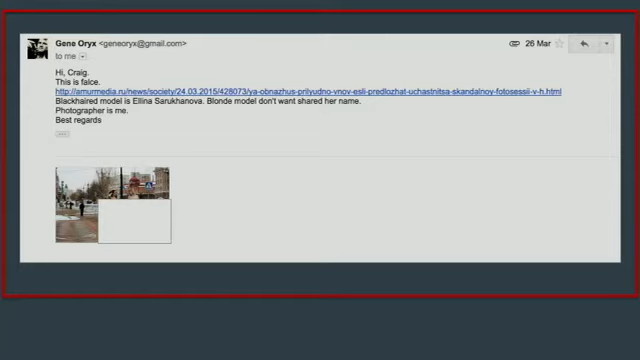 Gene Oryx <geneoryx@gmail.com>
26 Mar
to me
Hi, Craig.
This is falce.
http://amurmedia.ru/news/society/24.03.2015/428073/ya-obnazhus-prilyudno-vnov-esli-predlozhat-uchastnitsa-skandalnoy-fotosessii-v-h.html
Blackhaired model is Ellina Sarukhanova. Blonde model don't want shared her name.
Photographer is me.
Best regards